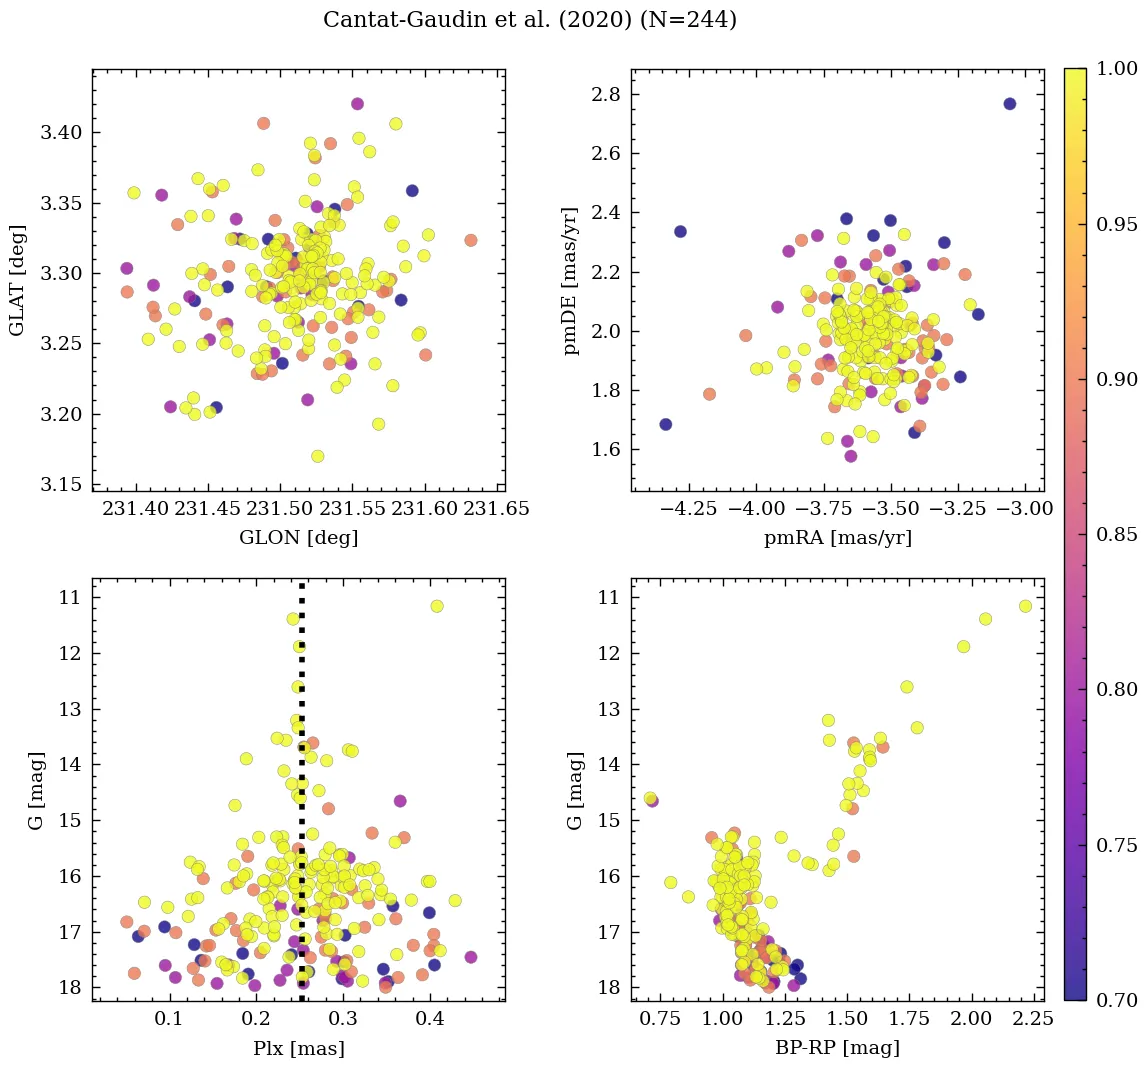 Cantat-Gaudin et al. (2020) (N=244)
3.40
3.35
3.30
3.25
3.20
3.15
GLAT [deg]
231.40 231.45 231.50 231.55 231.60 231.65
GLON [deg]
2.8
2.6
2.4
2.2
2.0
1.8
1.6
pmDE [mas/yr]
−4.25 −4.00 −3.75 −3.50 −3.25 −3.00
pmRA [mas/yr]
1.00
0.95
0.90
0.85
0.80
0.75
0.70
11
12
13
14
15
16
17
18
G [mag]
0.1 0.2 0.3 0.4
Plx [mas]
11
12
13
14
15
16
17
18
G [mag]
0.75 1.00 1.25 1.50 1.75 2.00 2.25
BP-RP [mag]